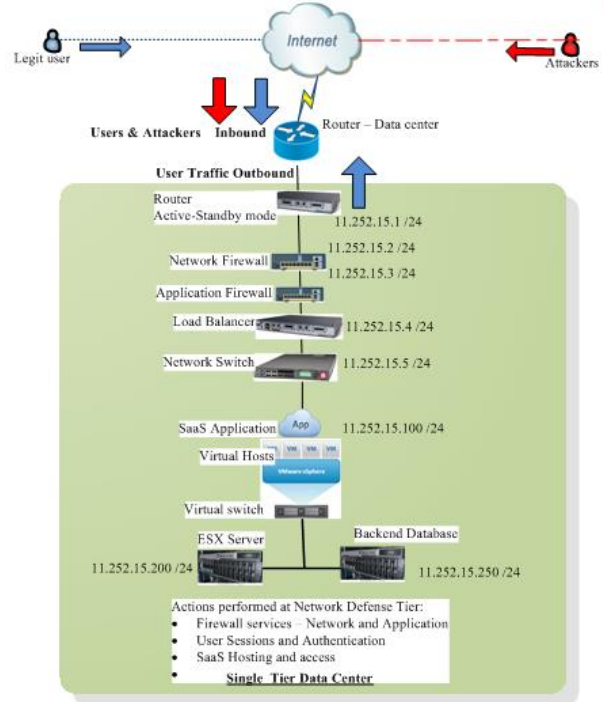 Internet
Legit user
Attackers
Users & Attackers Inbound
Router – Data center
User Traffic Outbound
Router
Active-Standby mode
11.252.15.1 /24
11.252.15.2 /24
Network Firewall
11.252.15.3 /24
Application Firewall
Load Balancer
11.252.15.4 /24
Network Switch
11.252.15.5 /24
SaaS Application
App
11.252.15.100 /24
Virtual Hosts
VM VM VM
VMware vSphere
Virtual switch
ESX Server
Backend Database
11.252.15.200 /24
11.252.15.250 /24
Actions performed at Network Defense Tier:
• Firewall services – Network and Application
• User Sessions and Authentication
• SaaS Hosting and access
•
Single Tier Data Center